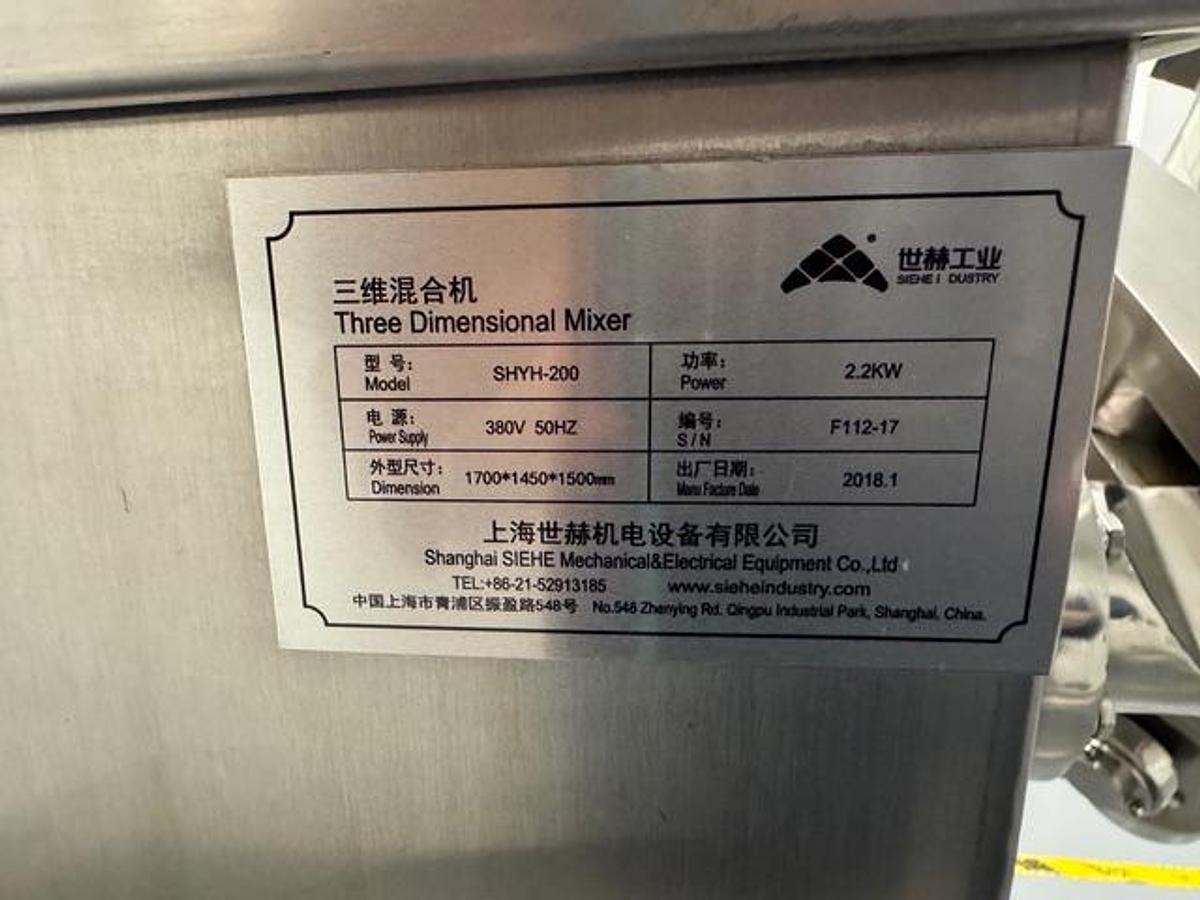 世赫工业
SIEHE I DUSTRY
三维混合机
Three Dimensional Mixer
型 号: SHYH-200 功率: 2.2KW
Model Power
电 源: 380V 50HZ 编号: F112-17
Power Supply S/N
外型尺寸: 1700*1450*1500mm 出厂日期: 2018.1
Dimension Manu Facture Date
上海世赫机电设备有限公司
Shanghai SIEHE Mechanical&Electrical Equipment Co.,Ltd
TEL:+86-21-52913185 www.sieheindustry.com
中国上海市青浦区振盈路548号 No.548 Zhenying Rd. Qingpu Industrial Park, Shanghai, China.